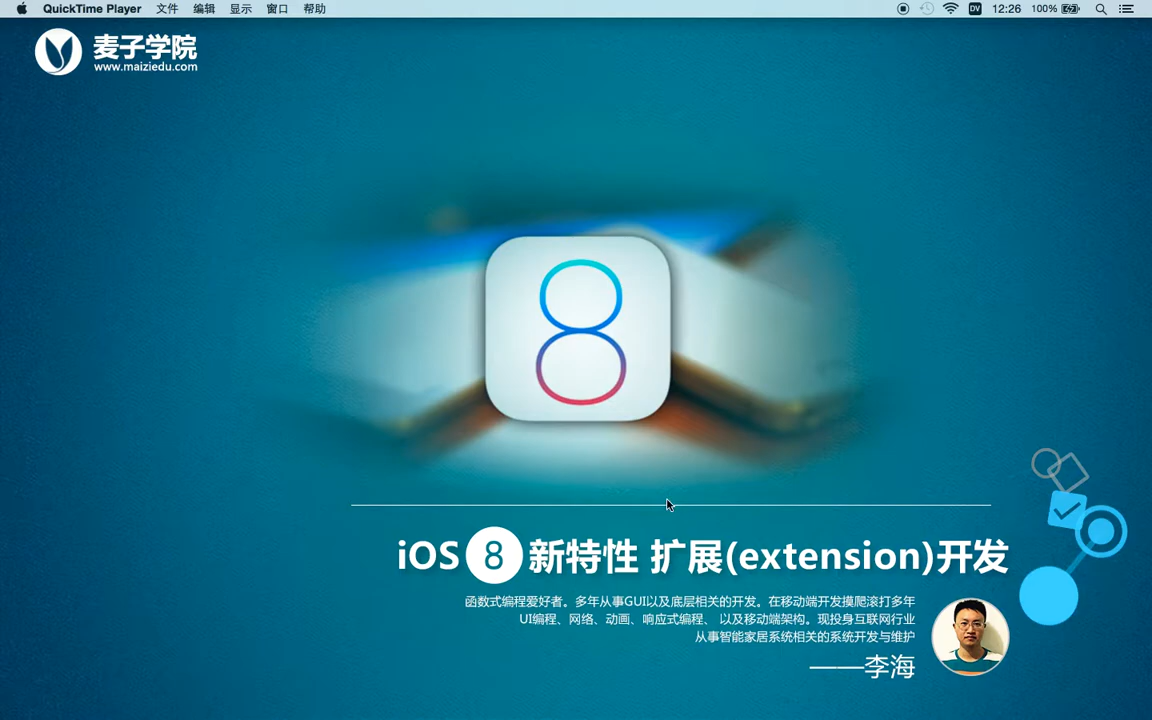 QuickTime Player 文件 编辑 显示 窗口 帮助 DV 12:26 100%
麦子学院
www.maiziedu.com
8
iOS 8 新特性 扩展(extension)开发
函数式编程爱好者。多年从事GUI以及底层相关的开发。在移动端开发摸爬滚打多年
UI编程、网络、动画、响应式编程、 以及移动端架构。现投身互联网行业
从事智能家居系统相关的系统开发与维护
——李海